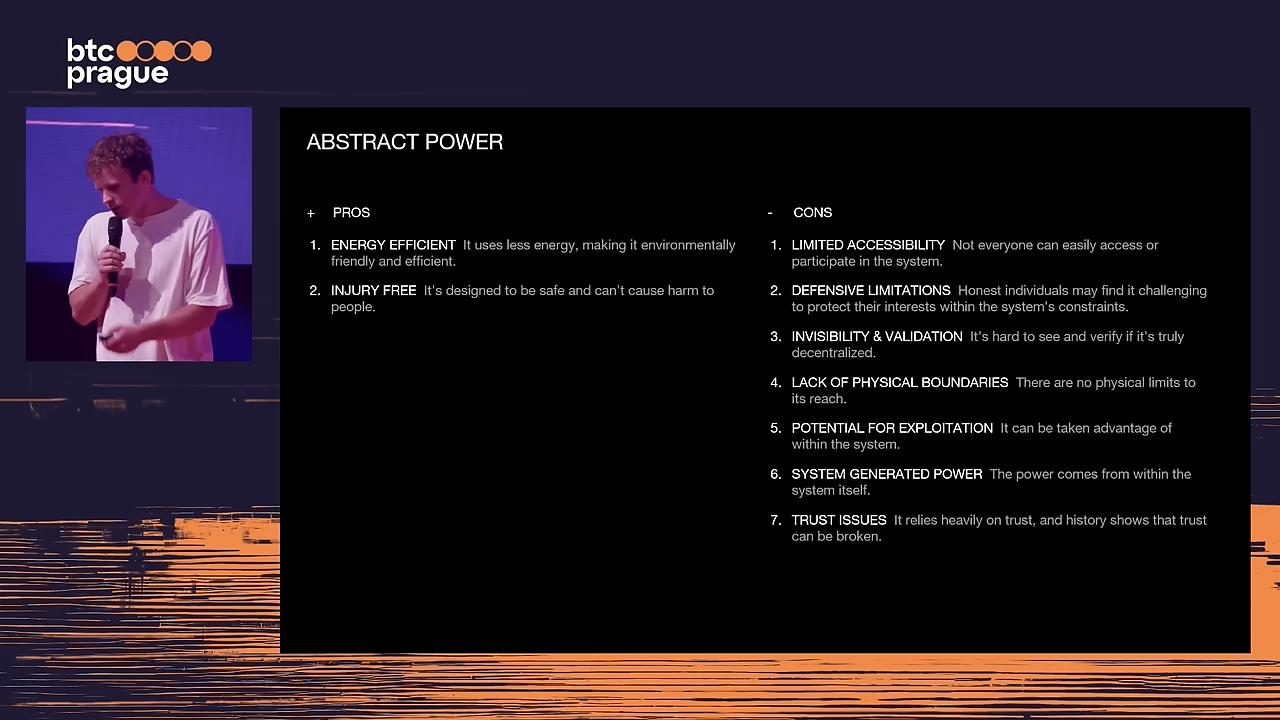 btc
prague
ABSTRACT POWER
+ PROS
1. ENERGY EFFICIENT It uses less energy, making it environmentally
friendly and efficient.
2. INJURY FREE It's designed to be safe and can't cause harm to
people.
- CONS
1. LIMITED ACCESSIBILITY Not everyone can easily access or
participate in the system.
2. DEFENSIVE LIMITATIONS Honest individuals may find it challenging
to protect their interests within the system's constraints.
3. INVISIBILITY & VALIDATION It's hard to see and verify if it's truly
decentralized.
4. LACK OF PHYSICAL BOUNDARIES There are no physical limits to
its reach.
5. POTENTIAL FOR EXPLOITATION It can be taken advantage of
within the system.
6. SYSTEM GENERATED POWER The power comes from within the
system itself.
7. TRUST ISSUES It relies heavily on trust, and history shows that trust
can be broken.